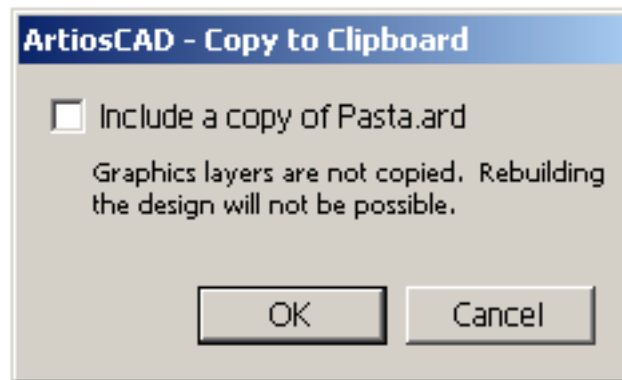 ArtiosCAD - Copy to Clipboard
Include a copy of Pasta.ard
Graphics layers are not copied. Rebuilding
the design will not be possible.
OK
Cancel